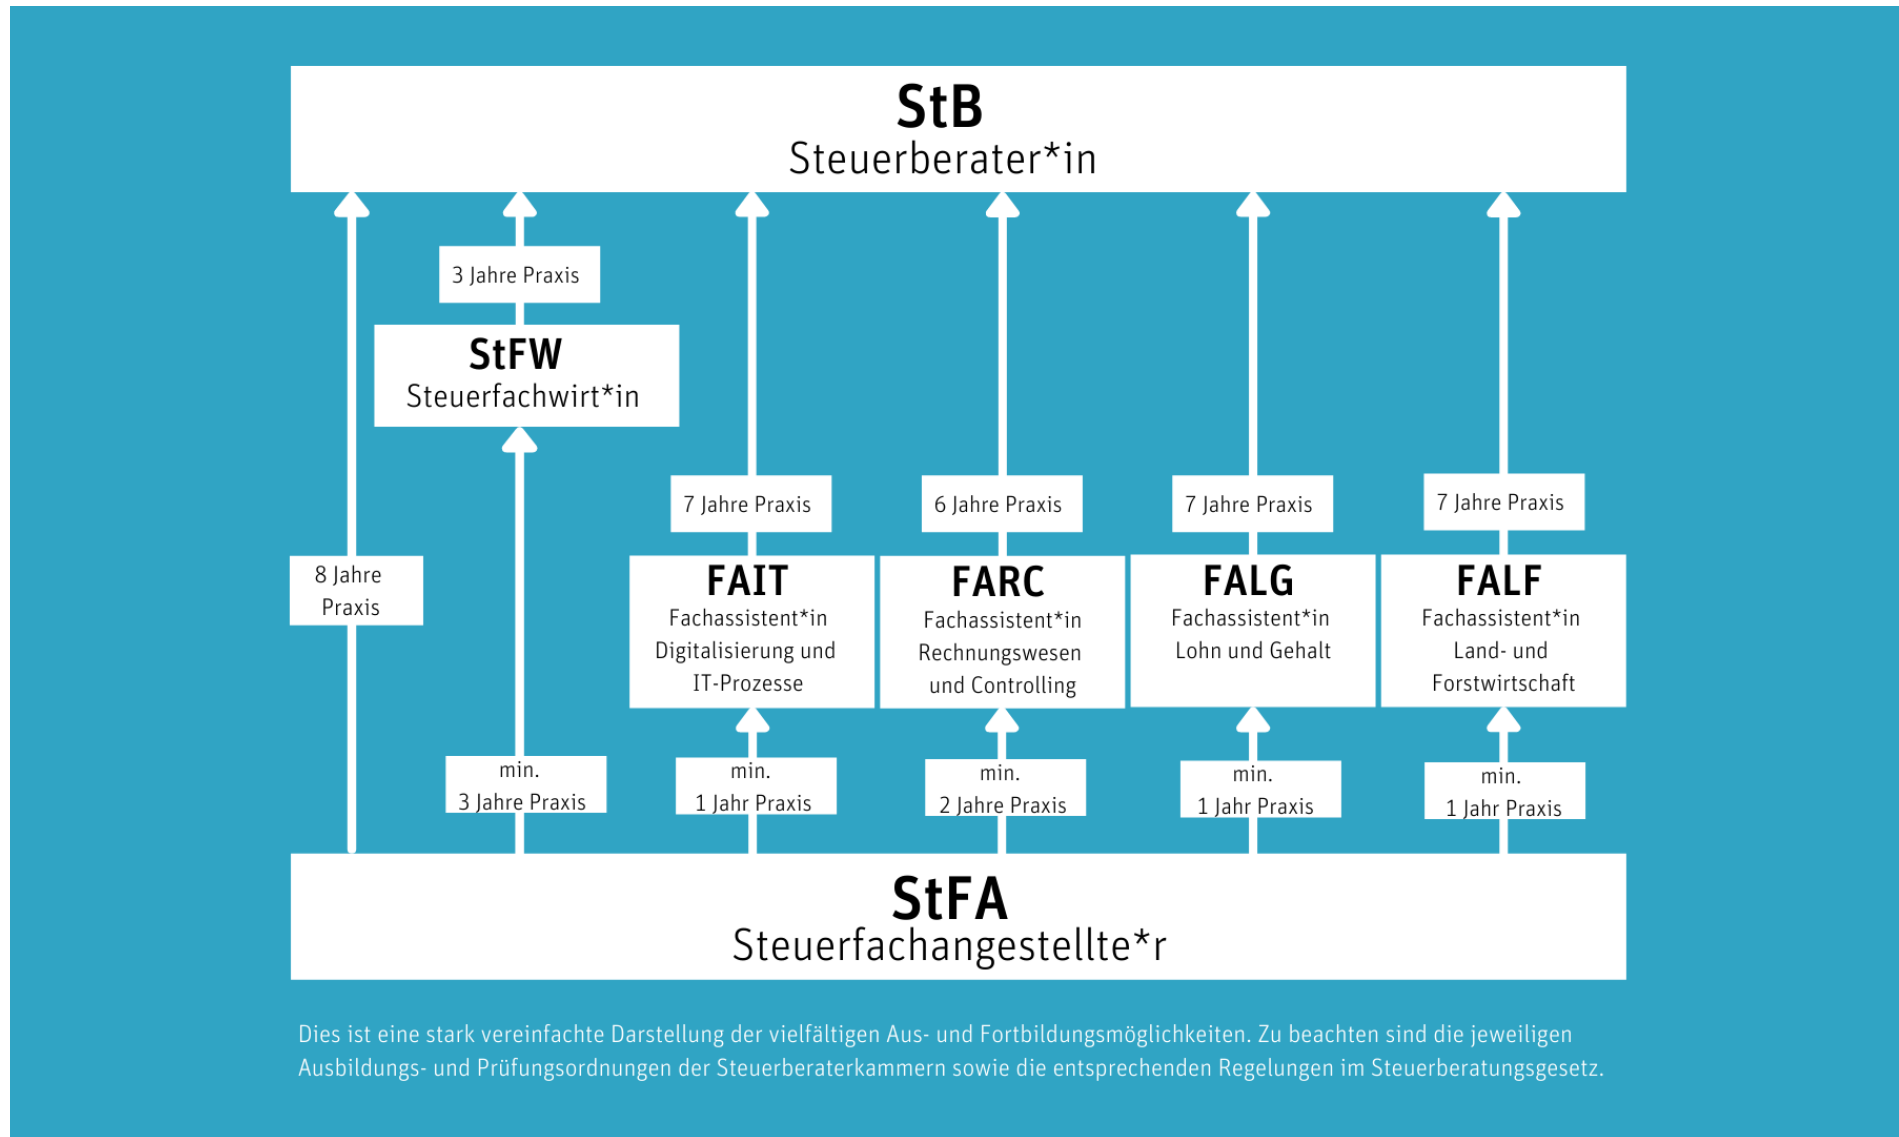 StB
Steuerberater*in
3 Jahre Praxis
StFW
Steuerfachwirt*in
7 Jahre Praxis
6 Jahre Praxis
7 Jahre Praxis
7 Jahre Praxis
8 Jahre
Praxis
FAIT
Fachassistent*in
Digitalisierung und
IT-Prozesse
FARC
Fachassistent*in
Rechnungswesen
und Controlling
FALG
Fachassistent*in
Lohn und Gehalt
FALF
Fachassistent*in
Land- und
Forstwirtschaft
min.
3 Jahre Praxis
min.
1 Jahr Praxis
min.
2 Jahre Praxis
min.
1 Jahr Praxis
min.
1 Jahr Praxis
StFA
Steuerfachangestellte*r
Dies ist eine stark vereinfachte Darstellung der vielfältigen Aus- und Fortbildungsmöglichkeiten. Zu beachten sind die jeweiligen
Ausbildungs- und Prüfungsordnungen der Steuerberaterkammern sowie die entsprechenden Regelungen im Steuerberatungsgesetz.